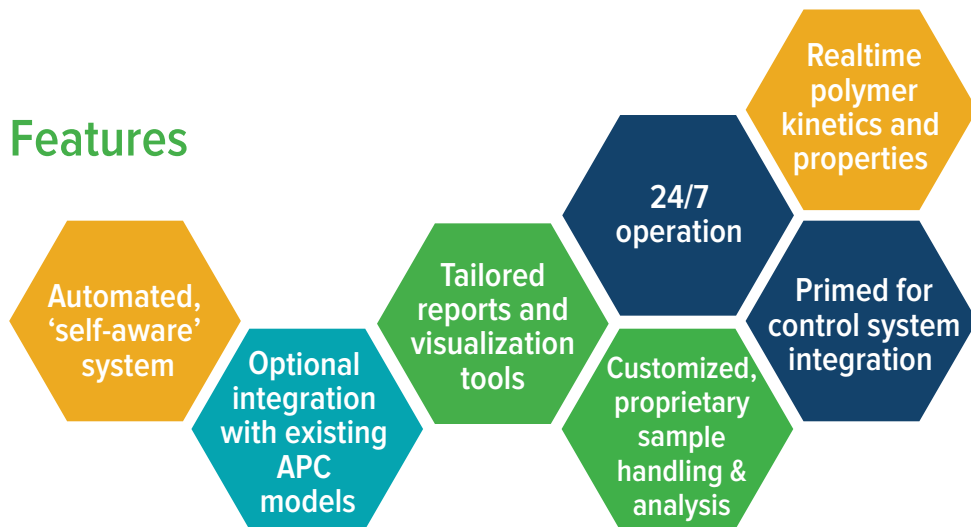 Features
Automated,
‘self-aware’
system
Optional
integration
with existing
APC
models
Tailored
reports and
visualization
tools
24/7
operation
Customized,
proprietary
sample
handling &
analysis
Realtime
polymer
kinetics and
properties
Primed for
control system
integration